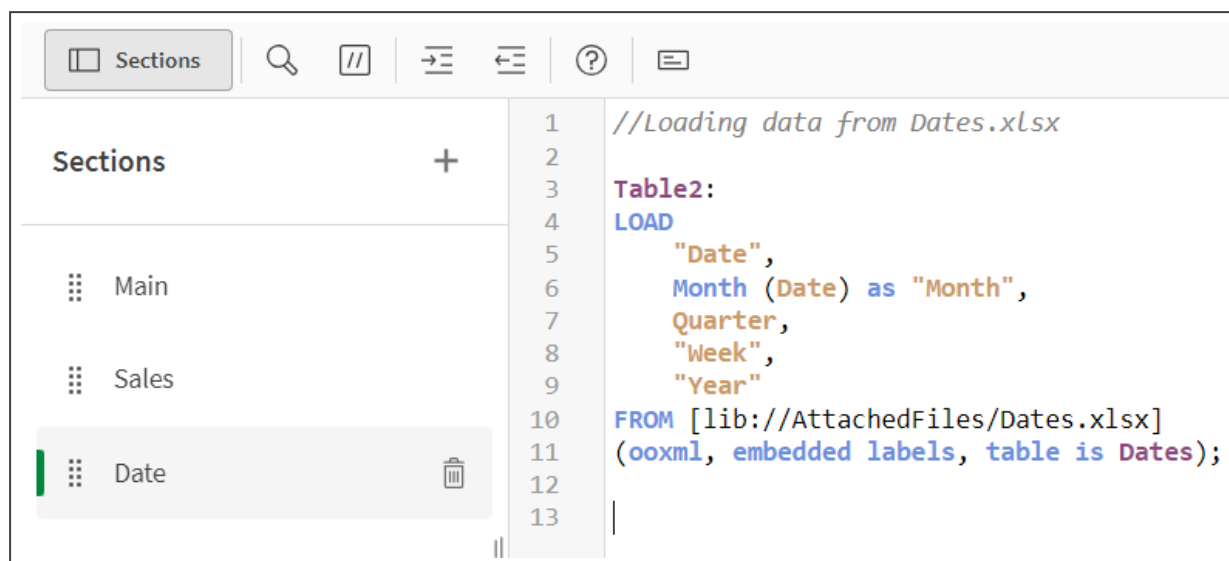 Sections
Sections
Main
Sales
Date
1 //Loading data from Dates.xlsx
2
3 Table2:
4 LOAD
5 "Date",
6 Month (Date) as "Month",
7 Quarter,
8 "Week",
9 "Year"
10 FROM [lib://AttachedFiles/Dates.xlsx]
11 (ooxml, embedded labels, table is Dates);
12
13